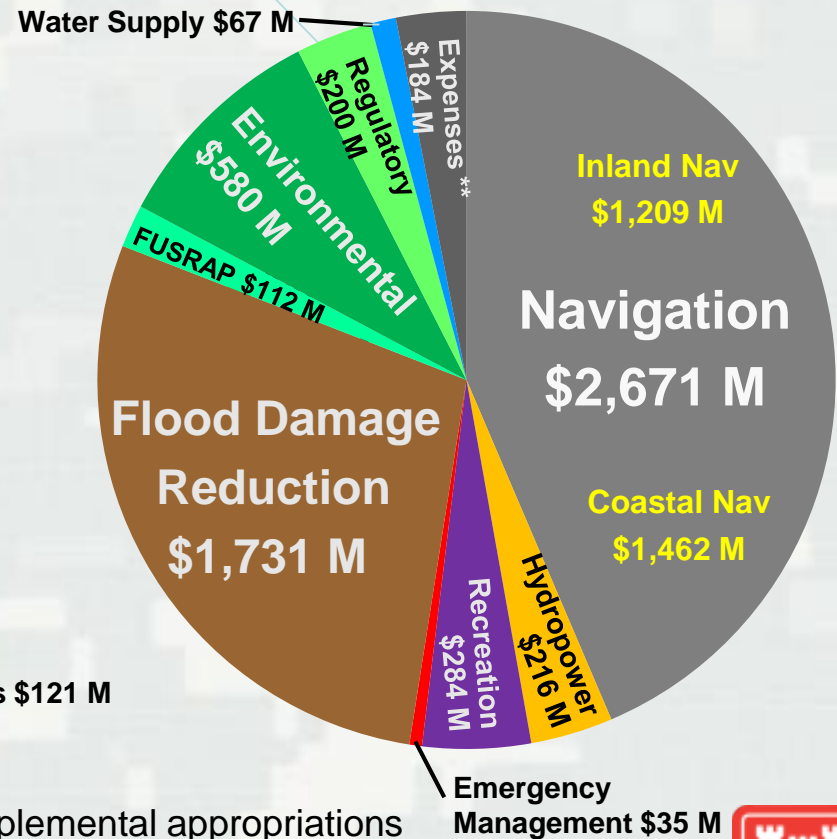 Water Supply $67 M
Expenses **
$184 M
Regulatory
$200 M
Environmental
$580 M
FUSRAP $112 M
Inland Nav
$1,209 M
Navigation
$2,671 M
Coastal Nav
$1,462 M
Flood Damage
Reduction
$1,731 M
Hydropower
$216 M
Recreation
$284 M
$121 M
Emergency
Management $35 M
appropriations